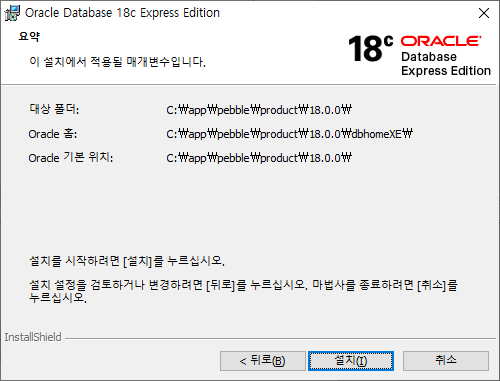 Oracle Database 18c Express Edition
요약
이 설치에서 적용될 매개변수입니다.
18c ORACLE
Database
Express Edition
대상 폴더: C:₩app₩pebble₩product₩18.0.0₩
Oracle 홈: C:₩app₩pebble₩product₩18.0.0₩dbhomeXE₩
Oracle 기본 위치: C:₩app₩pebble₩product₩18.0.0₩
설치를 시작하려면 [설치]를 누르십시오.
설치 설정을 검토하거나 변경하려면 [뒤로]를 누르십시오. 마법사를 종료하려면 [취소]를
누르십시오.
InstallShield
< 뒤로(B) 설치(I) 취소